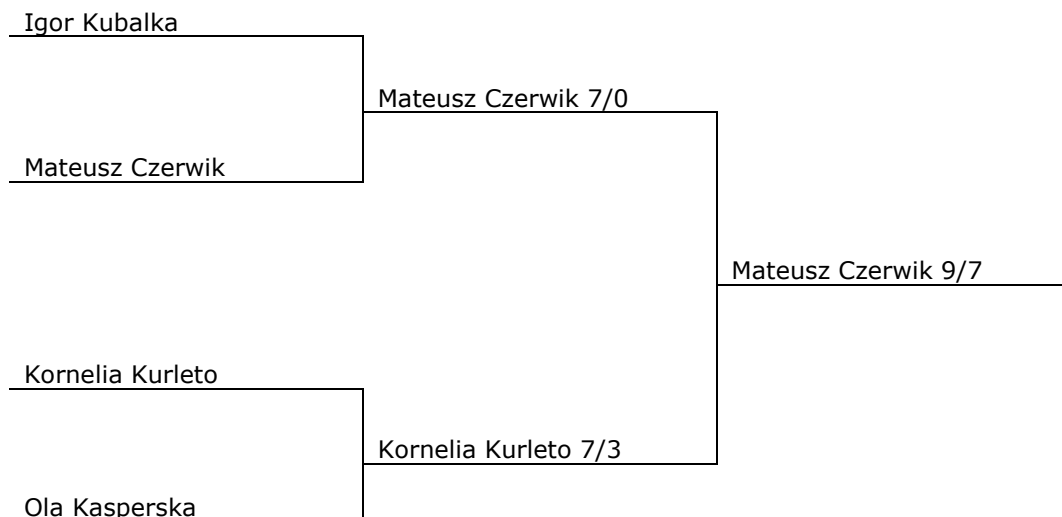 Igor Kubalka
Mateusz Czerwik 7/0
Mateusz Czerwik
Mateusz Czerwik 9/7
Kornelia Kurleto
Kornelia Kurleto 7/3
Ola Kasperska